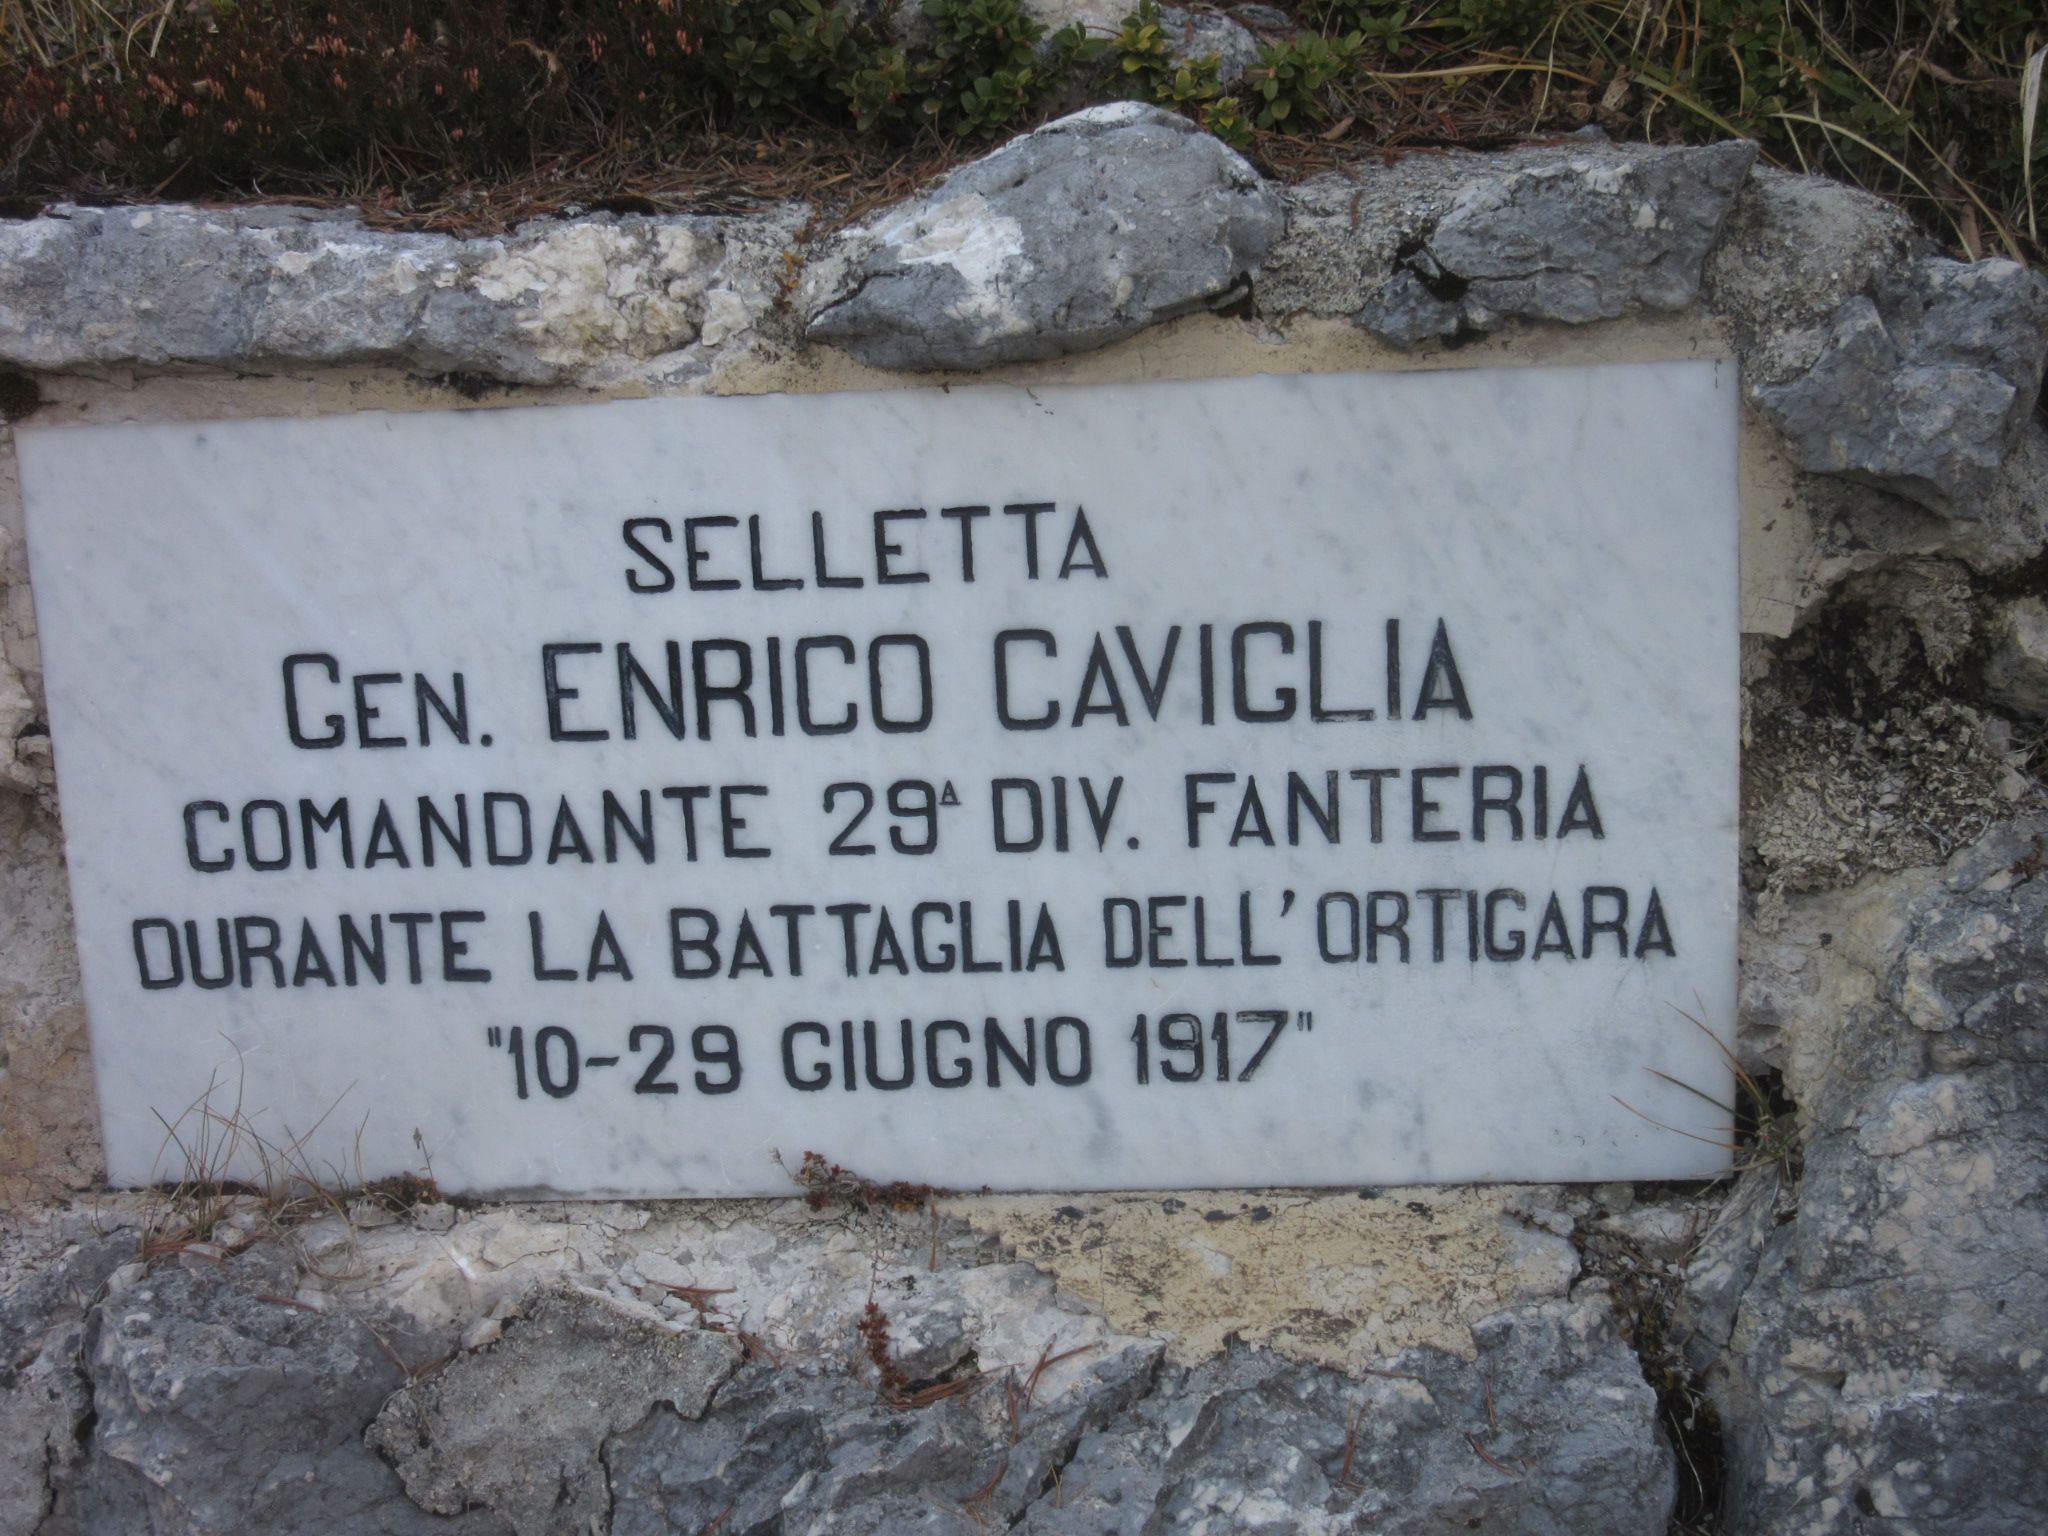 SELLETTA
GEN. ENRICO CAVIGLIA
COMANDANTE 29ᴬ DIV. FANTERIA
DURANTE LA BATTAGLIA DELL'ORTIGARA
"10-29 GIUGNO 1917"